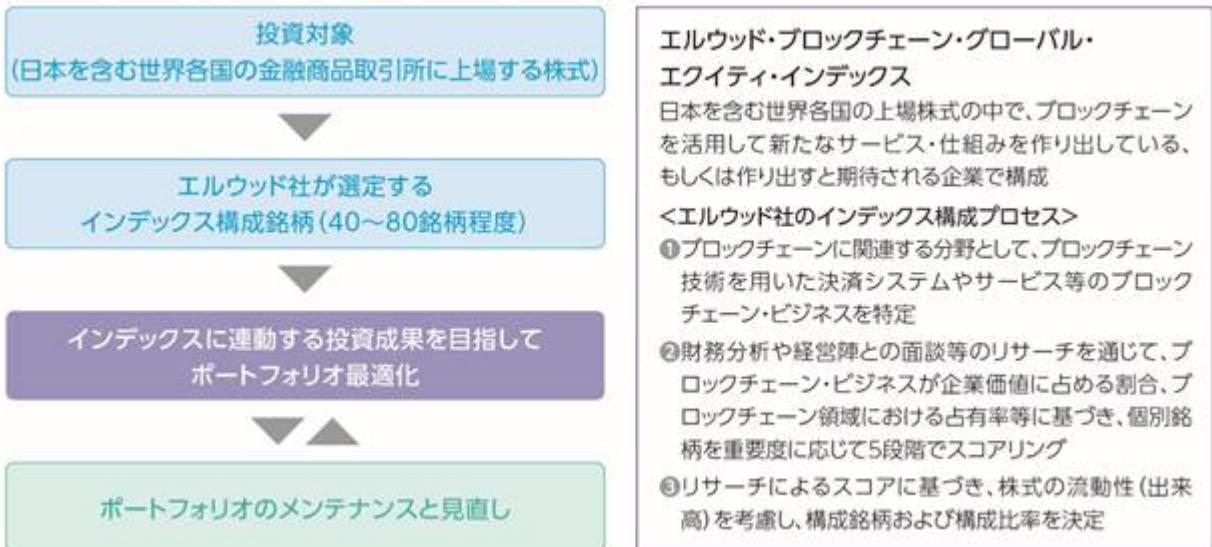 投資対象
(日本を含む世界各国の金融商品取引所に上場する株式)
エルウッド社が選定する
インデックス構成銘柄(40～80銘柄程度)
インデックスに連動する投資成果を目指して
ポートフォリオ最適化
ポートフォリオのメンテナンスと見直し
エルウッド・ブロックチェーン・グローバル・
エクイティ・インデックス
日本を含む世界各国の上場株式の中で、ブロックチェーン
を活用して新たなサービス・仕組みを作り出している、
もしくは作り出すと期待される企業で構成
<エルウッド社のインデックス構成プロセス>
❶ブロックチェーンに関連する分野として、ブロックチェーン
技術を用いた決済システムやサービス等のブロック
チェーン・ビジネスを特定
❷財務分析や経営陣との面談等のリサーチを通じて、ブ
ロックチェーン・ビジネスが企業価値に占める割合、ブ
ロックチェーン領域における占有率等に基づき、個別銘
柄を重要度に応じて5段階でスコアリング
❸リサーチによるスコアに基づき、株式の流動性(出来
高)を考慮し、構成銘柄および構成比率を決定